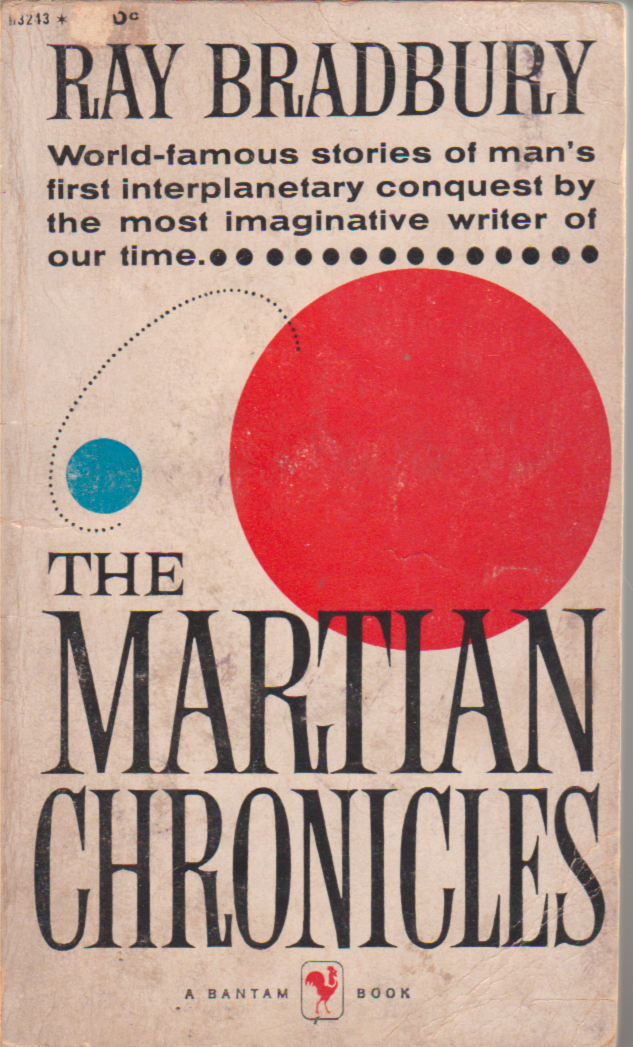 RAY BRADBURY
World-famous stories of man's
first interplanetary conquest by
the most imaginative writer of
our time.
THE
MARTIAN
CHRONICLES
A BANTAM BOOK